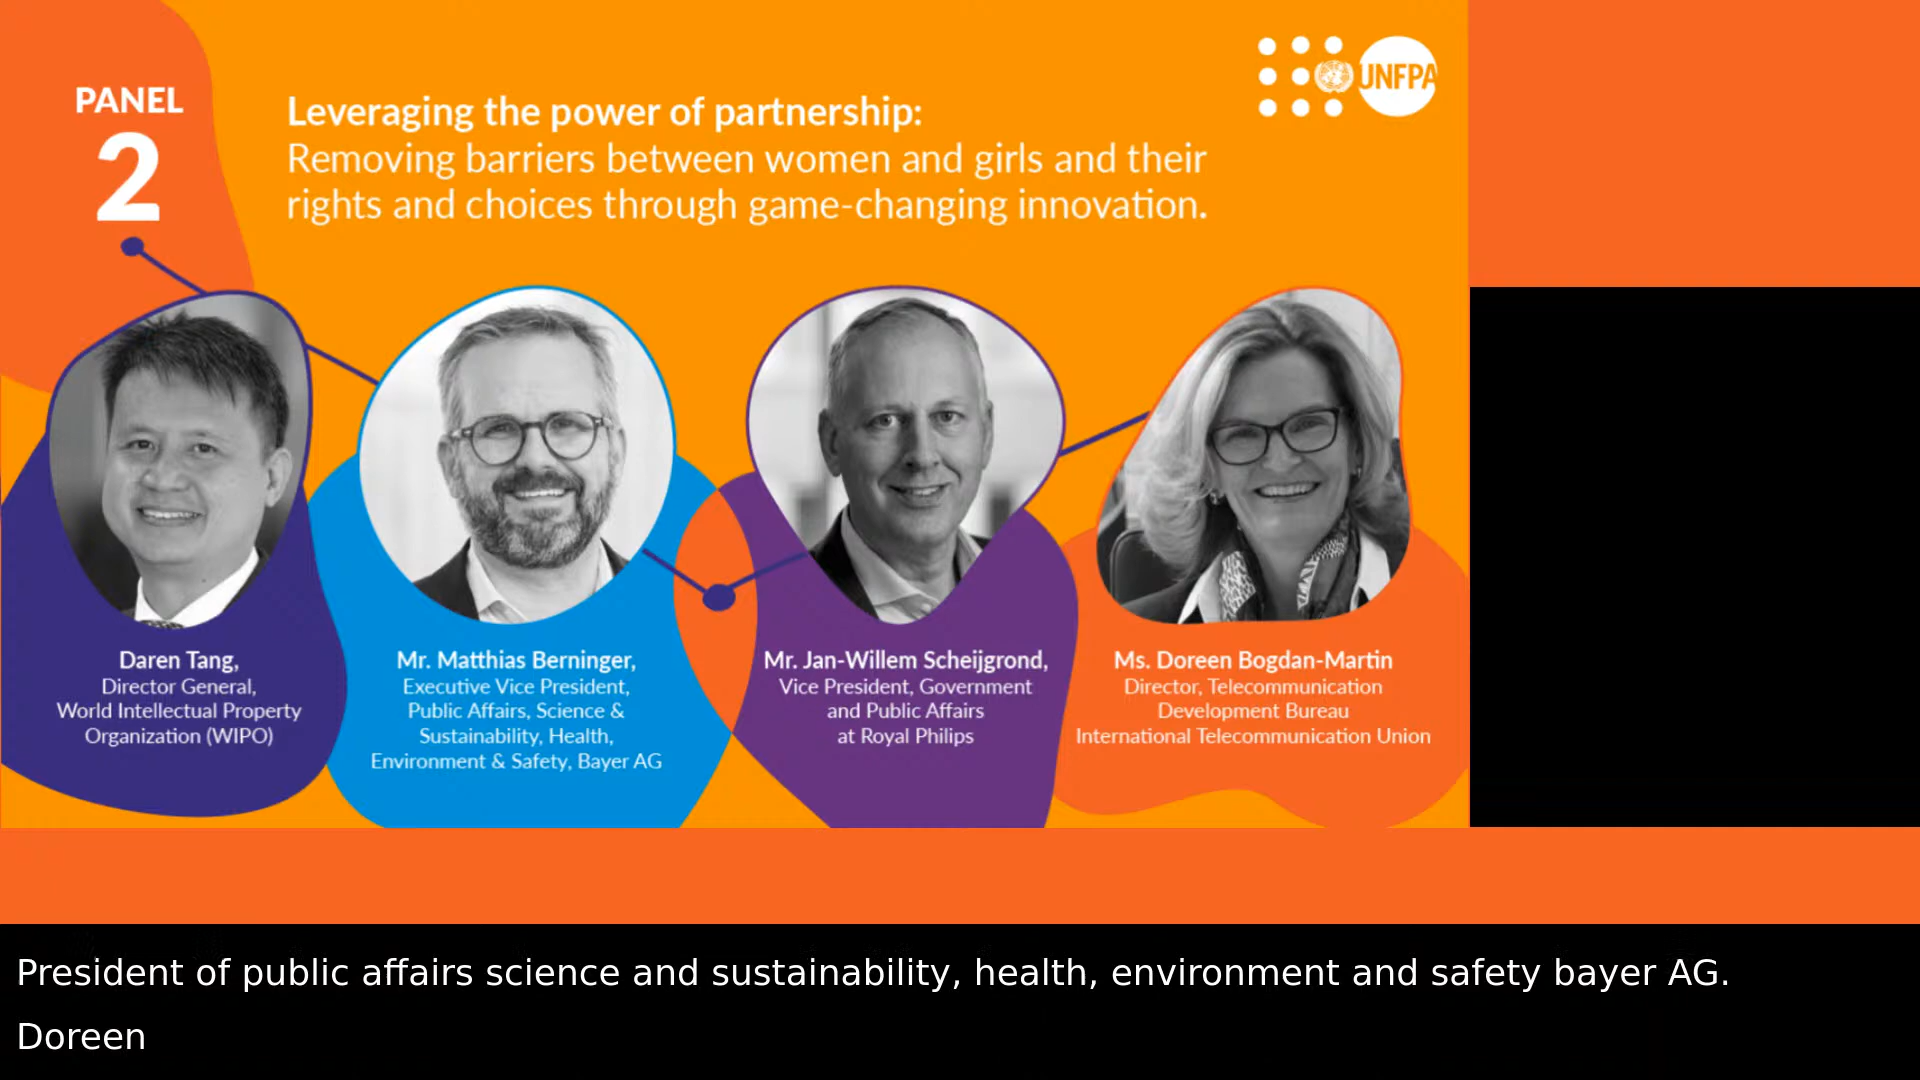 PANEL
2
Leveraging the power of partnership:
Removing barriers between women and girls and their
rights and choices through game-changing innovation.
UNFPA
Daren Tang,
Director General,
World Intellectual Property
Organization (WIPO)
Mr. Matthias Berninger,
Executive Vice President,
Public Affairs, Science &
Sustainability, Health,
Environment & Safety, Bayer AG
Mr. Jan-Willem Scheijgrond,
Vice President, Government
and Public Affairs
at Royal Philips
Ms. Doreen Bogdan-Martin
Director, Telecommunication
Development Bureau
International Telecommunication Union
President of public affairs science and sustainability, health, environment and safety bayer AG.
Doreen